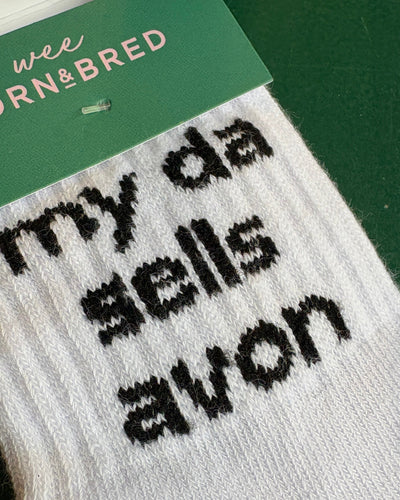 wee
ORN&BRED
my da
sells
avon